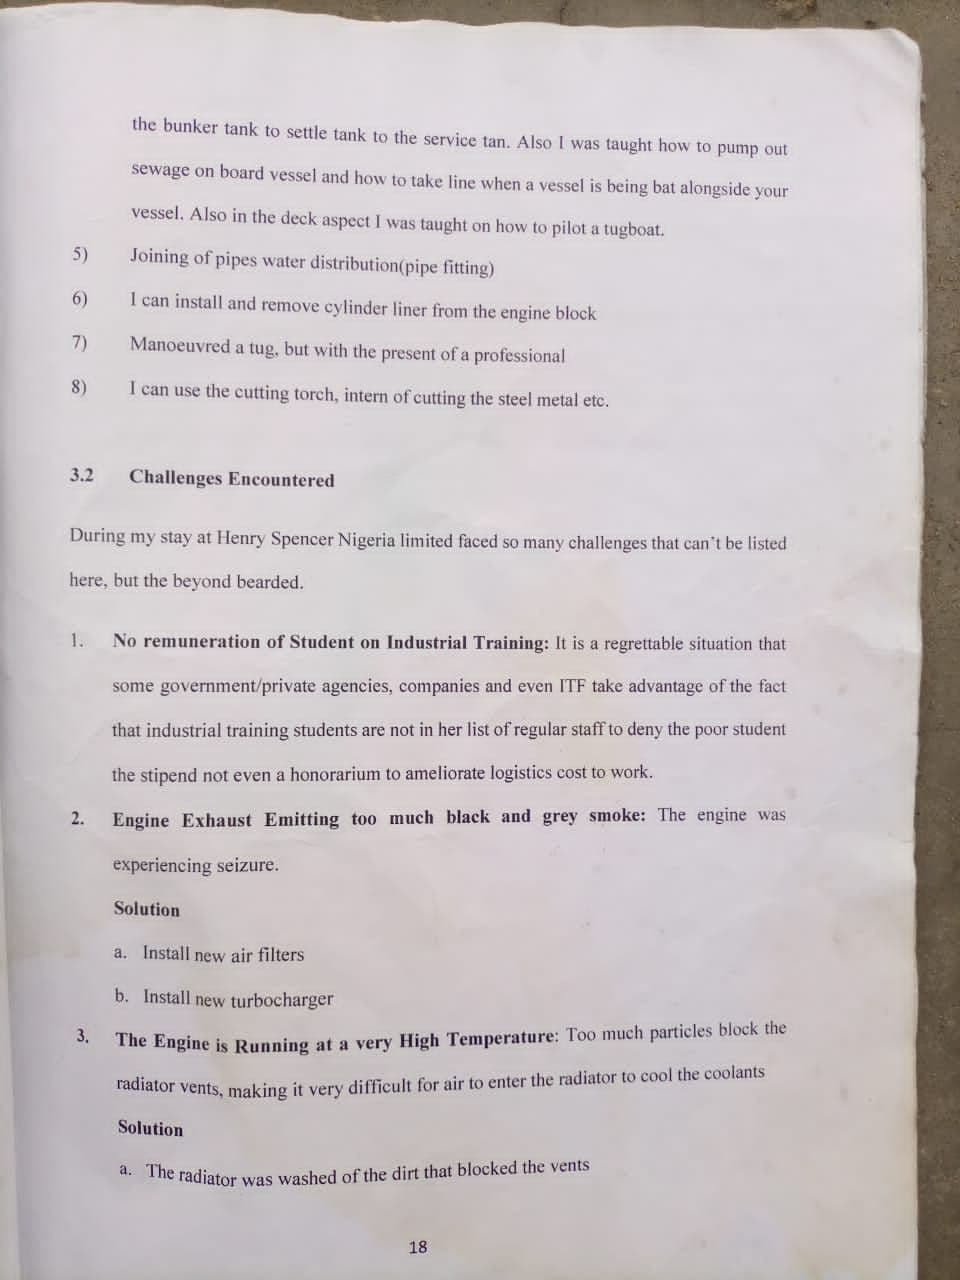 the bunker tank to settle tank to the service tan. Also I was taught how to pump out
sewage on board vessel and how to take line when a vessel is being bat alongside your
vessel. Also in the deck aspect I was taught on how to pilot a tugboat.
5) Joining of pipes water distribution(pipe fitting)
6) I can install and remove cylinder liner from the engine block
7) Manoeuvred a tug, but with the present of a professional
8) I can use the cutting torch, intern of cutting the steel metal etc.
3.2 Challenges Encountered
During my stay at Henry Spencer Nigeria limited faced so many challenges that can't be listed
here, but the beyond bearded.
1. No remuneration of Student on Industrial Training: It is a regrettable situation that
some government/private agencies, companies and even ITF take advantage of the fact
that industrial training students are not in her list of regular staff to deny the poor student
the stipend not even a honorarium to ameliorate logistics cost to work.
2. Engine Exhaust Emitting too much black and grey smoke: The engine was
experiencing seizure.
Solution
a. Install new air filters
b. Install new turbocharger
3. The Engine is Running at a very High Temperature: Too much particles block the
radiator vents, making it very difficult for air to enter the radiator to cool the coolants
Solution
a. The radiator was washed of the dirt that blocked the vents
18